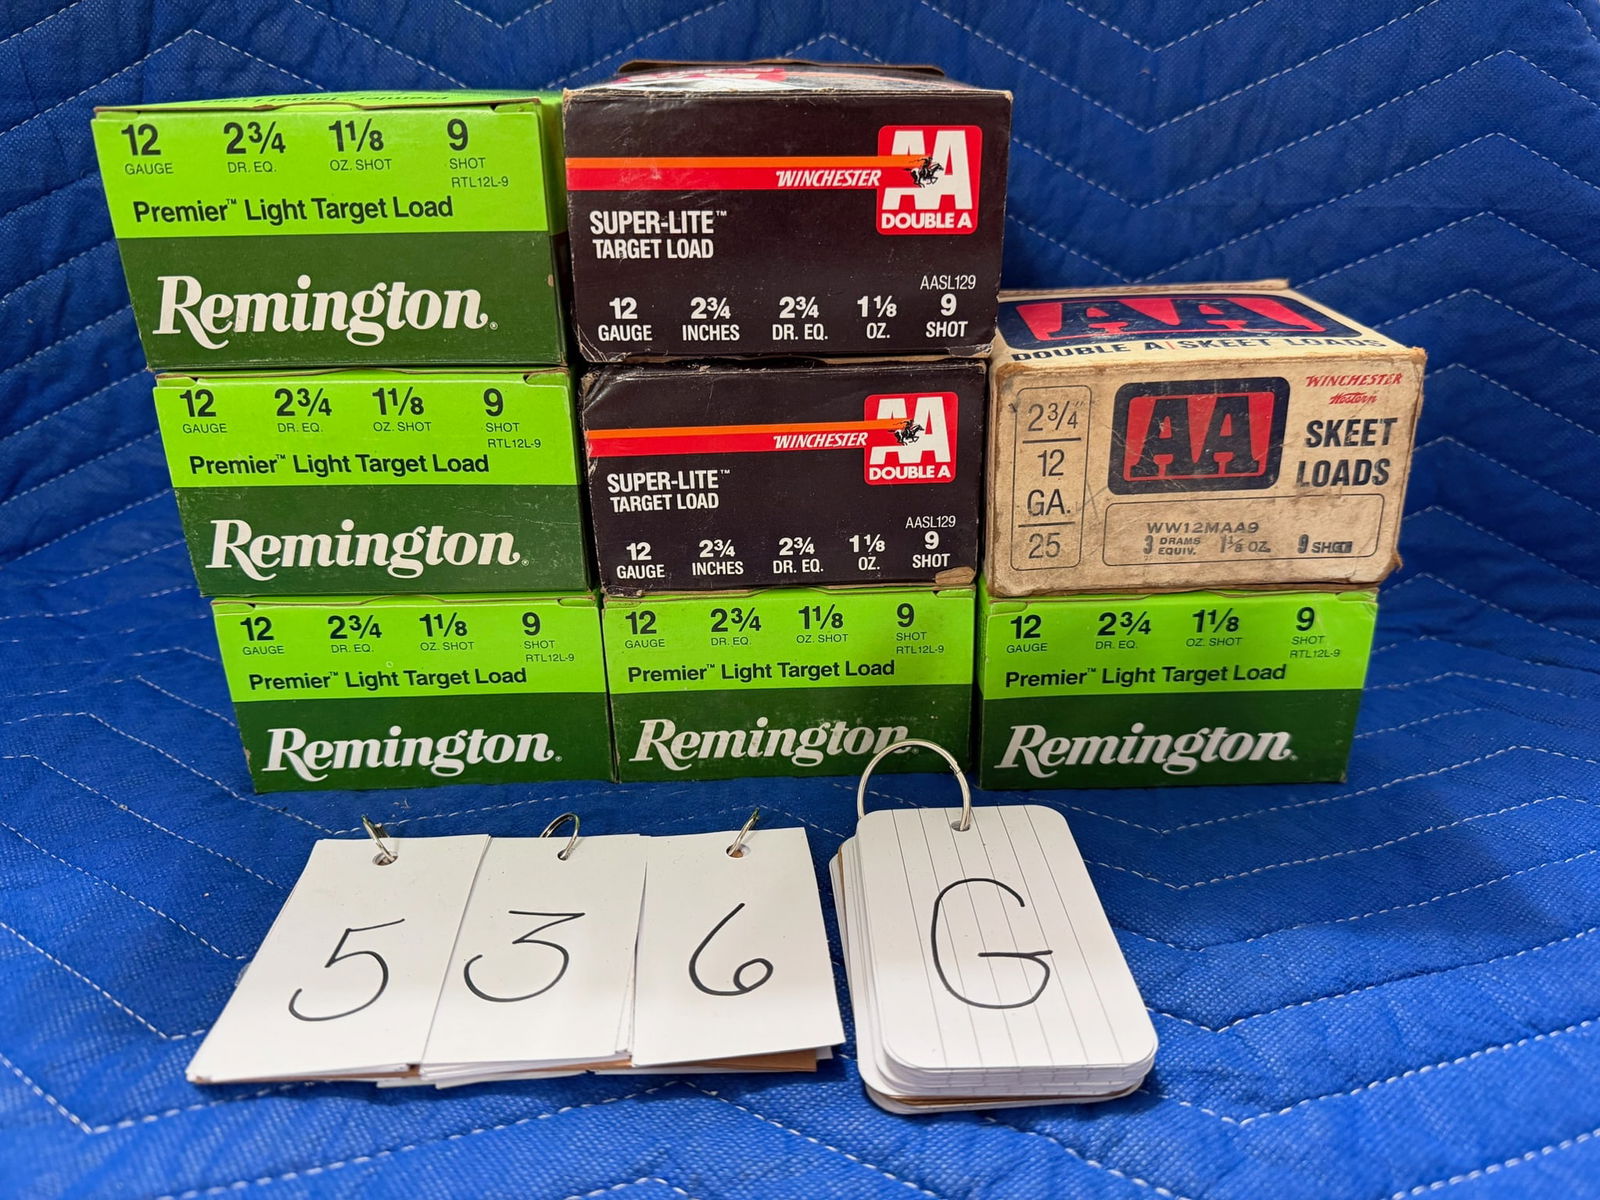 12 2¾ 1⅛ 9
GAUGE DR. EQ. OZ. SHOT SHOT
RTL12L-9
Premier™ Light Target Load
Remington®
AA
WINCHESTER
DOUBLE A
SUPER-LITE™
TARGET LOAD
AASL129
12 2¾ 2¾ 1⅛ 9
GAUGE INCHES DR. EQ. OZ. SHOT
12 2¾ 1⅛ 9
GAUGE DR. EQ. OZ. SHOT SHOT
RTL12L-9
Premier™ Light Target Load
Remington®
AA
WINCHESTER
DOUBLE A
SUPER-LITE™
TARGET LOAD
AASL129
12 2¾ 2¾ 1⅛ 9
GAUGE INCHES DR. EQ. OZ. SHOT
AA
DOUBLE A SKEET LOADS
2¾"
12
GA.
25
AA
WINCHESTER
Western
SKEET
LOADS
WW12MAA9
3 DRAMS EQUIV. 1⅛ OZ. 9 SHOT
12 2¾ 1⅛ 9
GAUGE DR. EQ. OZ. SHOT SHOT
RTL12L-9
Premier™ Light Target Load
Remington®
12 2¾ 1⅛ 9
GAUGE DR. EQ. OZ. SHOT SHOT
RTL12L-9
Premier™ Light Target Load
Remington®
12 2¾ 1⅛ 9
GAUGE DR. EQ. OZ. SHOT SHOT
RTL12L-9
Premier™ Light Target Load
Remington®
5 3 6 G